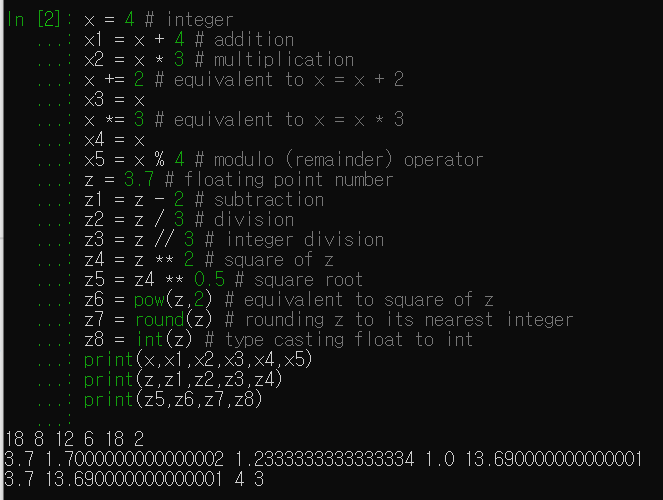 In [2]: x = 4 # integer
...: x1 = x + 4 # addition
...: x2 = x * 3 # multiplication
...: x += 2 # equivalent to x = x + 2
...: x3 = x
...: x *= 3 # equivalent to x = x * 3
...: x4 = x
...: x5 = x % 4 # modulo (remainder) operator
...: z = 3.7 # floating point number
...: z1 = z - 2 # subtraction
...: z2 = z / 3 # division
...: z3 = z // 3 # integer division
...: z4 = z ** 2 # square of z
...: z5 = z4 ** 0.5 # square root
...: z6 = pow(z,2) # equivalent to square of z
...: z7 = round(z) # rounding z to its nearest integer
...: z8 = int(z) # type casting float to int
...: print(x,x1,x2,x3,x4,x5)
...: print(z,z1,z2,z3,z4)
...: print(z5,z6,z7,z8)
...:
18 8 12 6 18 2
3.7 1.7000000000000002 1.2333333333333334 1.0 13.690000000000001
3.7 13.690000000000001 4 3